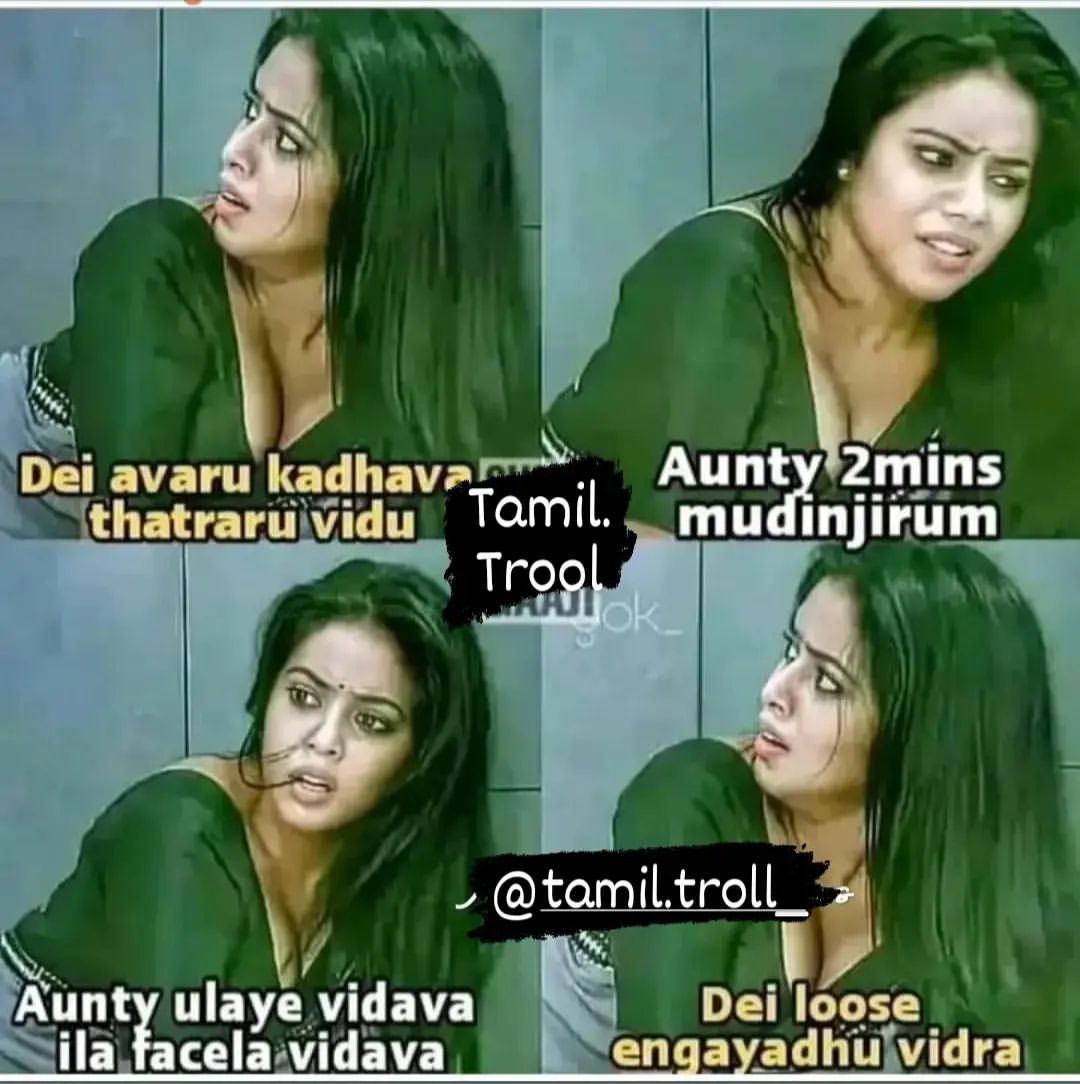 Dei avaru kadhava
thatraru vidu
Aunty 2mins
mudinjirum
Tamil.
Trool
ok_
Aunty ulaye vidava
ila facela vidava
@tamil.troll_
Dei loose
engayadhu vidra